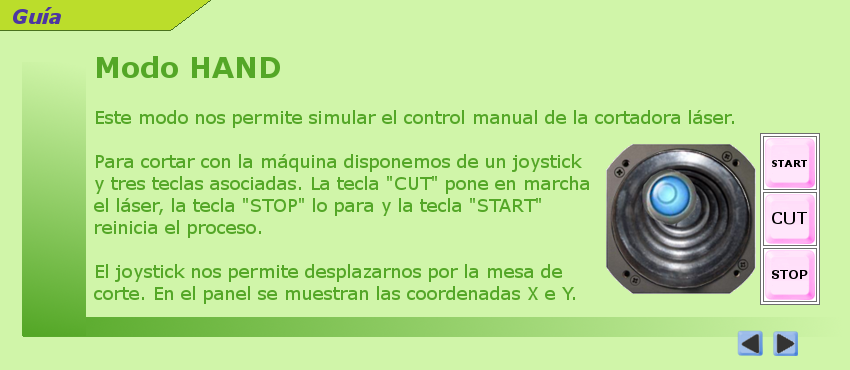 Guía
Modo HAND
Este modo nos permite simular el control manual de la cortadora láser.
Para cortar con la máquina disponemos de un joystick
y tres teclas asociadas. La tecla "CUT" pone en marcha
el láser, la tecla "STOP" lo para y la tecla "START"
reinicia el proceso.
El joystick nos permite desplazarnos por la mesa de
corte. En el panel se muestran las coordenadas X e Y.
START
CUT
STOP